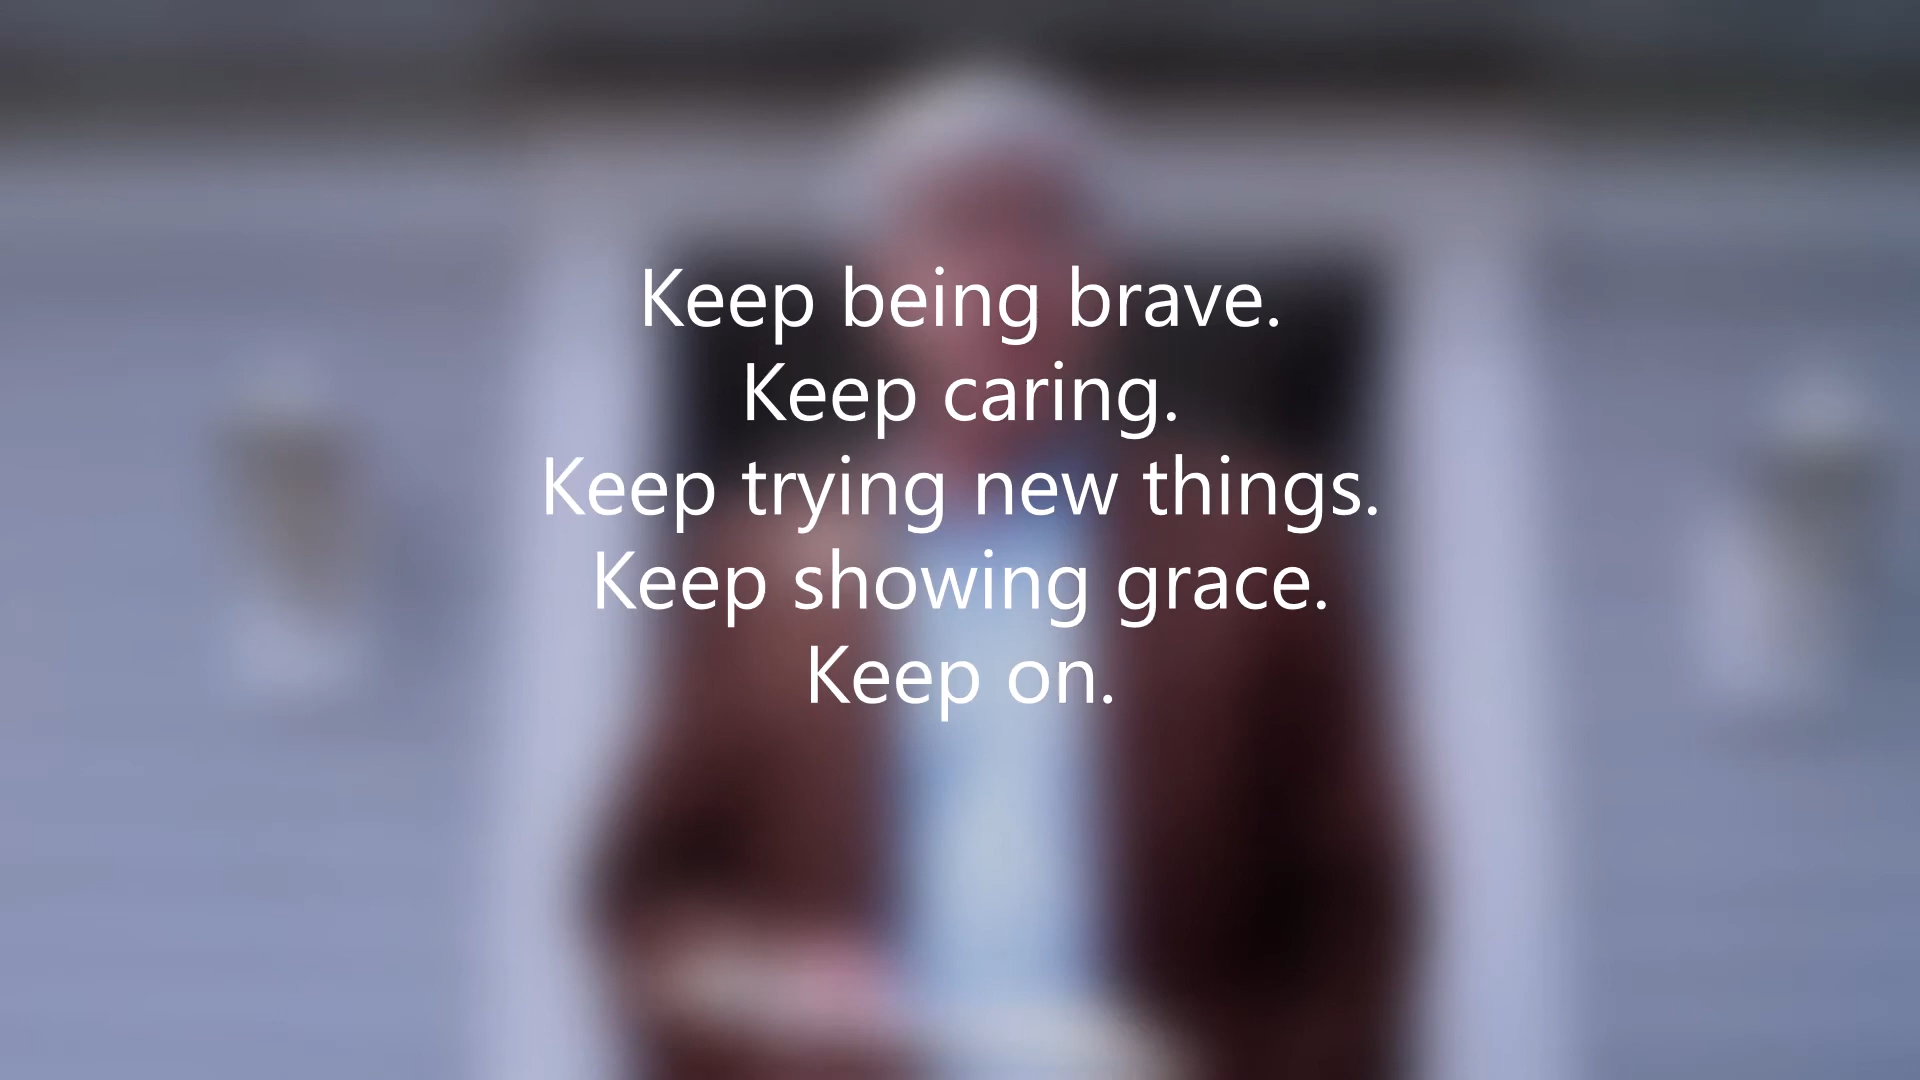 Keep being brave.
Keep caring.
Keep trying new things.
Keep showing grace.
Keep on.